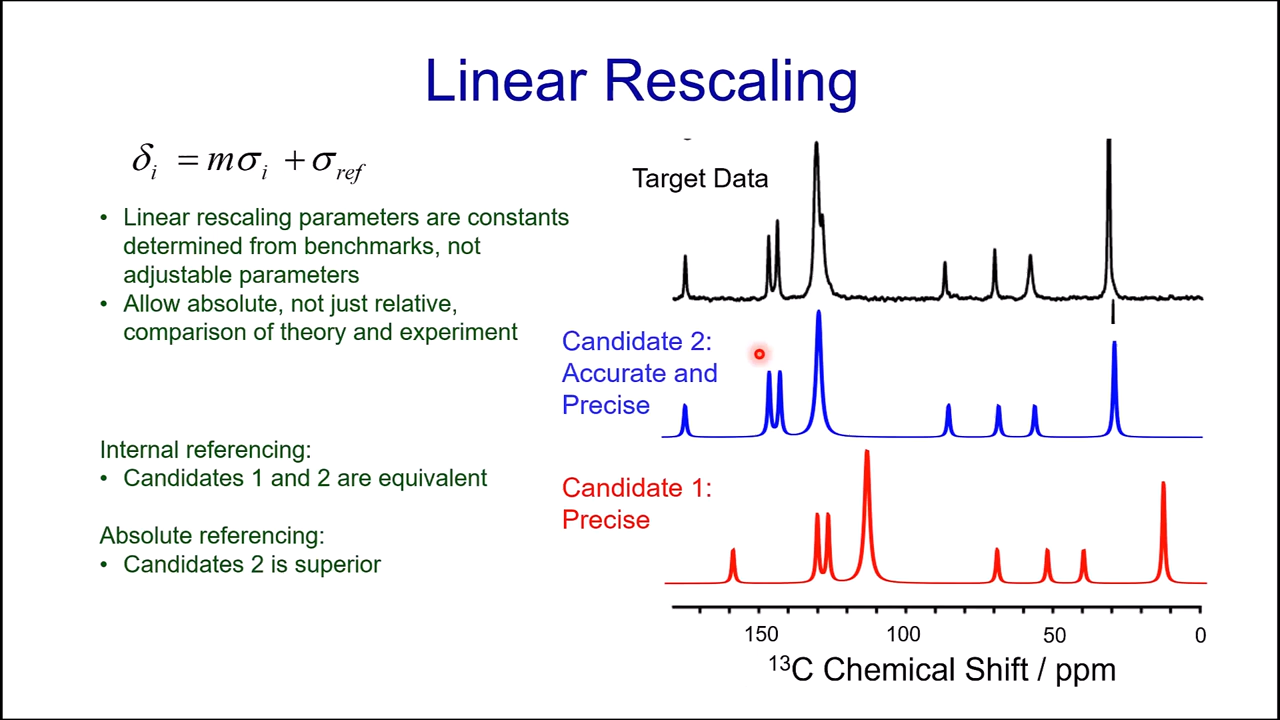 Linear Rescaling
δi = mσi + σref
• Linear rescaling parameters are constants
determined from benchmarks, not
adjustable parameters
• Allow absolute, not just relative,
comparison of theory and experiment
Internal referencing:
• Candidates 1 and 2 are equivalent
Absolute referencing:
• Candidates 2 is superior
Target Data
Candidate 2:
Accurate and
Precise
Candidate 1:
Precise
150 100 50 0
¹³C Chemical Shift / ppm